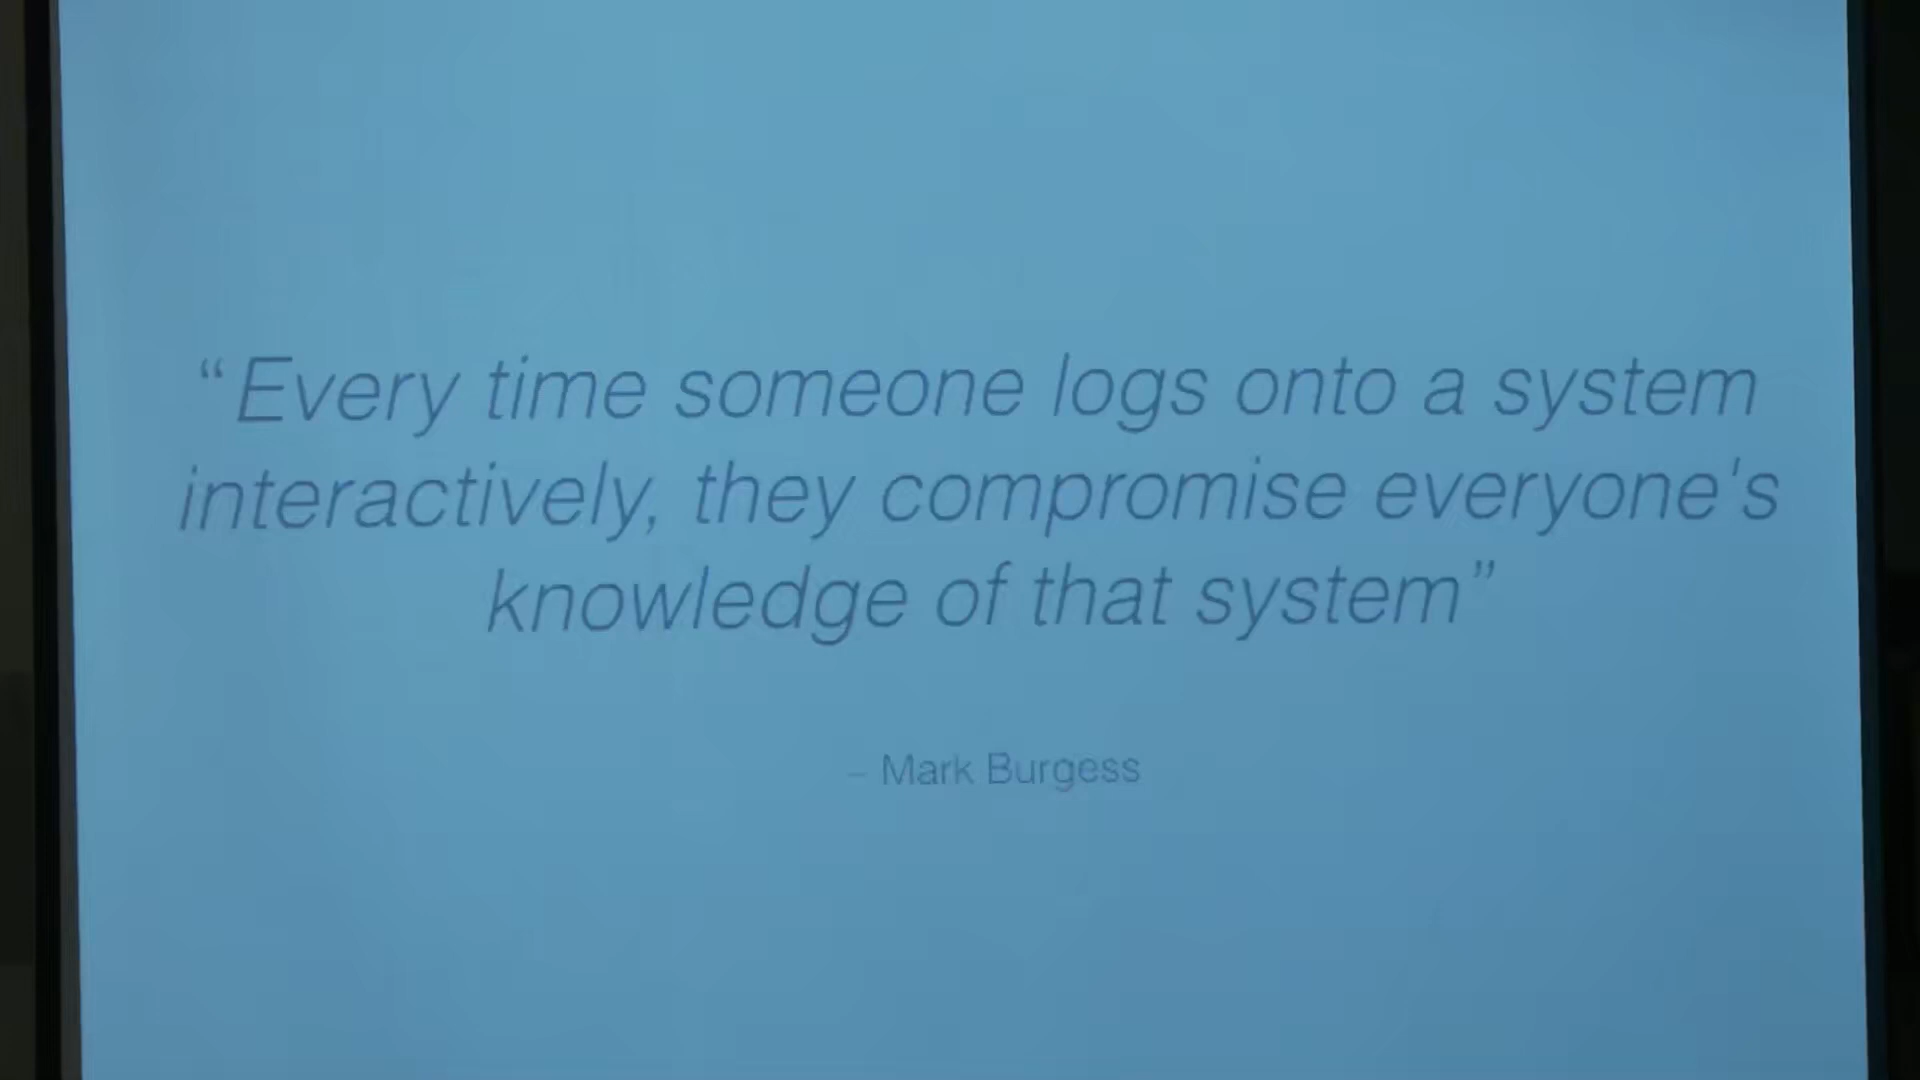 “Every time someone logs onto a system
interactively, they compromise everyone's
knowledge of that system”
– Mark Burgess